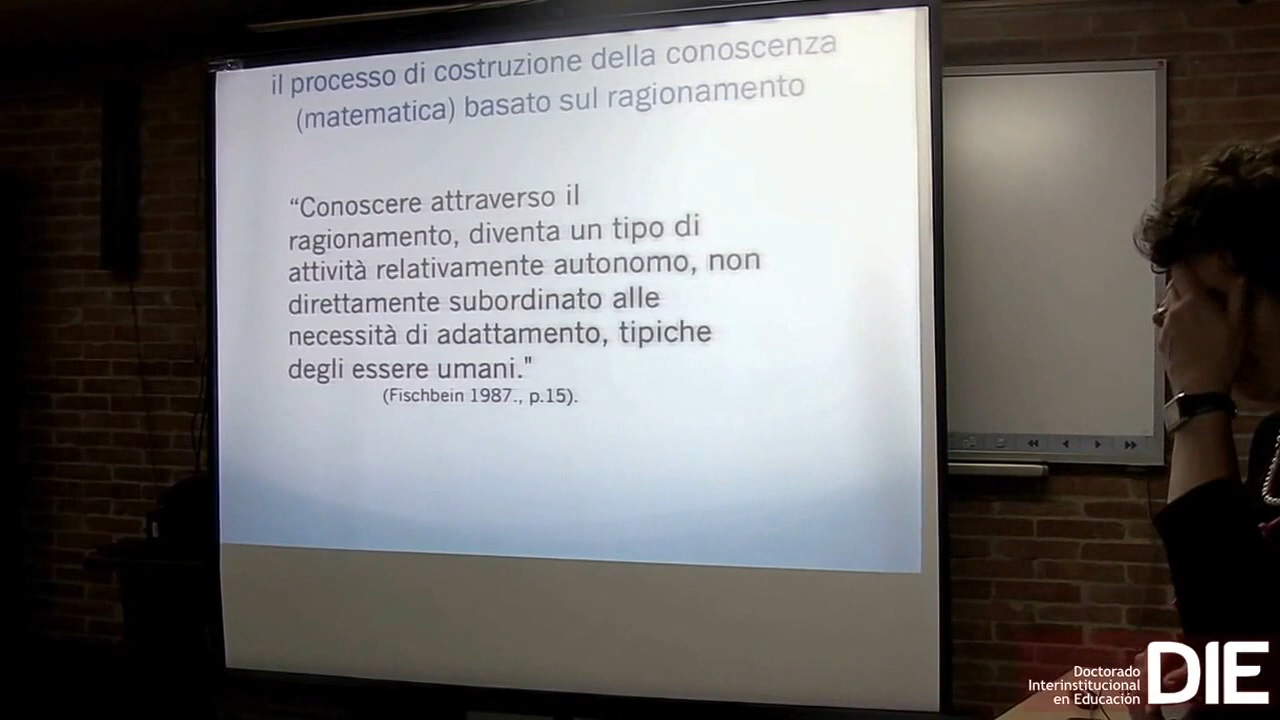 il processo di costruzione della conoscenza
(matematica) basato sul ragionamento
“Conoscere attraverso il
ragionamento, diventa un tipo di
attività relativamente autonomo, non
direttamente subordinato alle
necessità di adattamento, tipiche
degli essere umani."
(Fischbein 1987., p.15).
Doctorado
Interinstitucional
en Educación
DIE